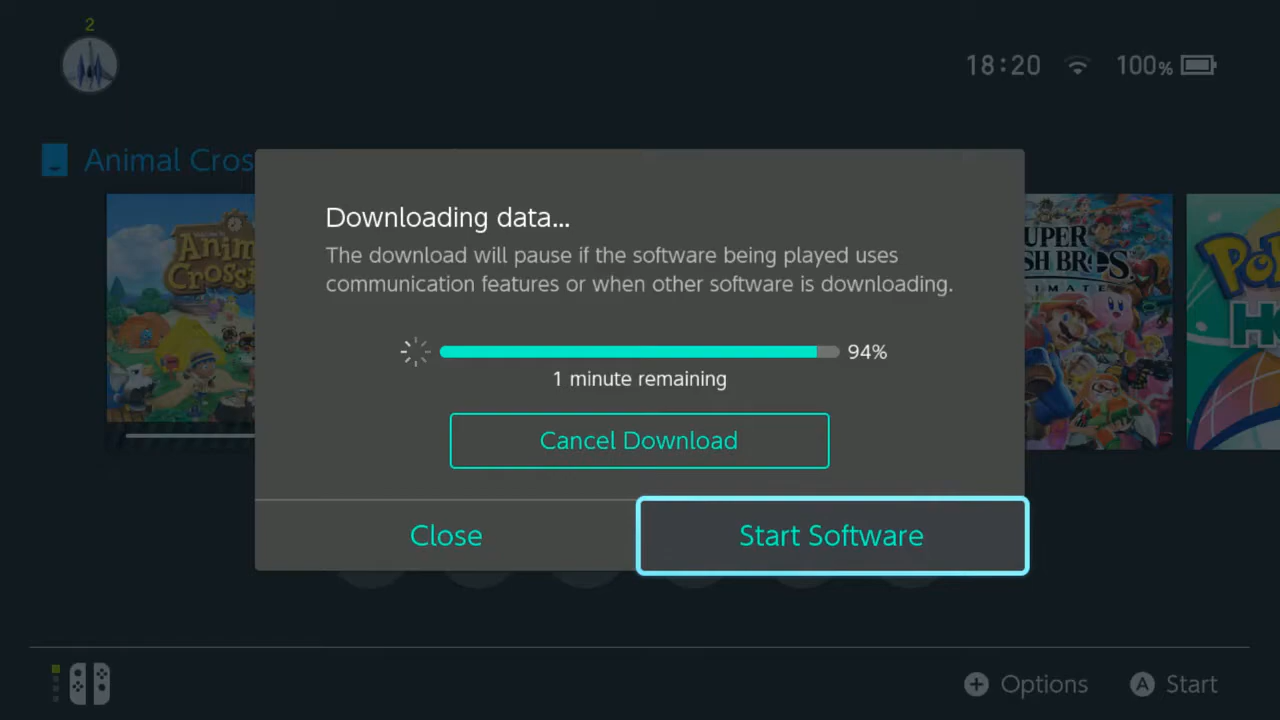 2
18:20
100%
Animal Cros
Downloading data...
The download will pause if the software being played uses
communication features or when other software is downloading.
94%
1 minute remaining
Cancel Download
Close
Start Software
Options
Start